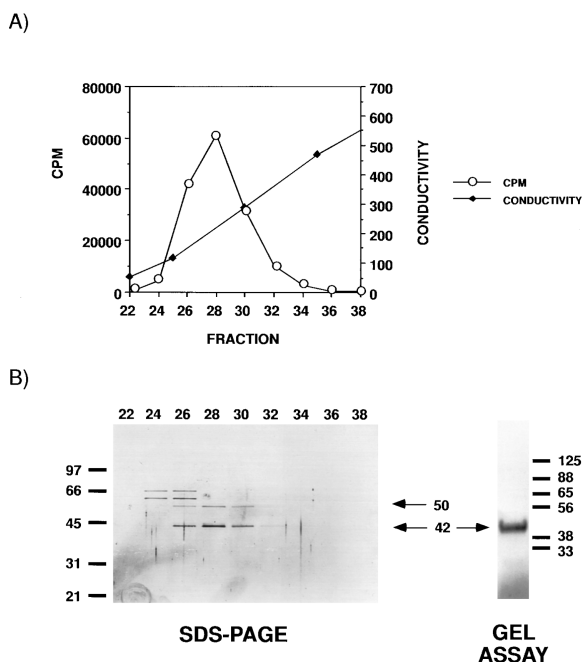 A)
80000
60000
40000
20000
0
CPM
700
600
500
400
300
200
100
0
CONDUCTIVITY
22 24 26 28 30 32 34 36 38
FRACTION
CPM
CONDUCTIVITY
B)
22 24 26 28 30 32 34 36 38
97
66
45
31
21
50
42
125
88
65
56
38
33
SDS-PAGE
GEL
ASSAY